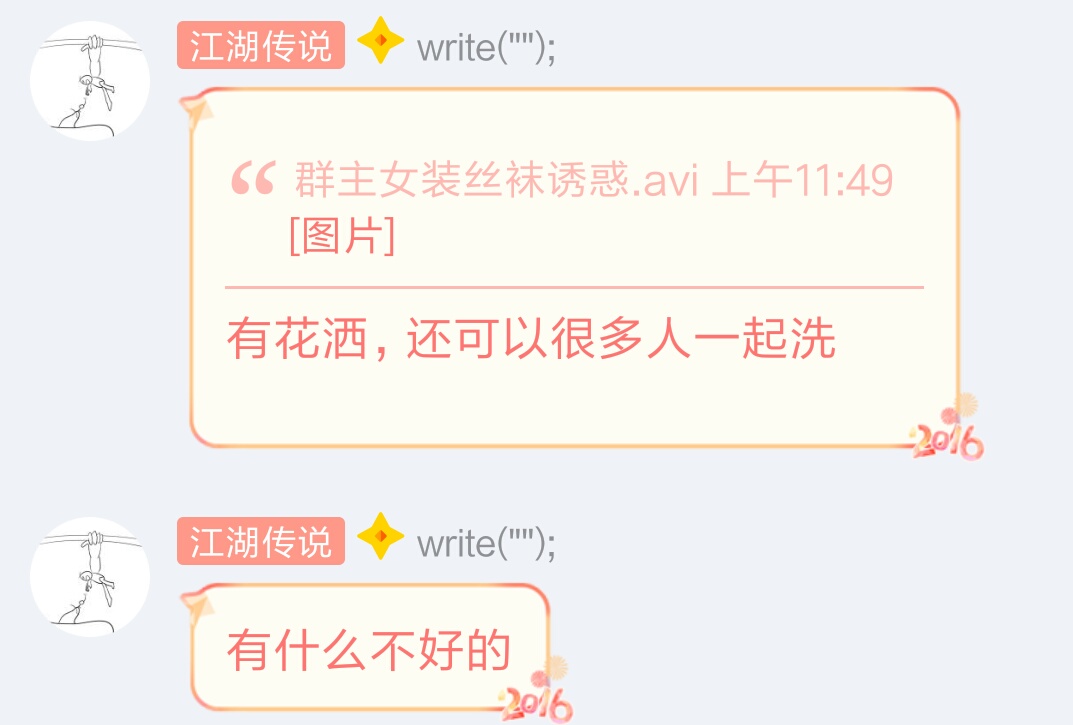 江湖传说 write("");
“ 群主女装丝袜诱惑.avi 上午11:49
[图片]
有花洒，还可以很多人一起洗
2016
江湖传说 write("");
有什么不好的
2016